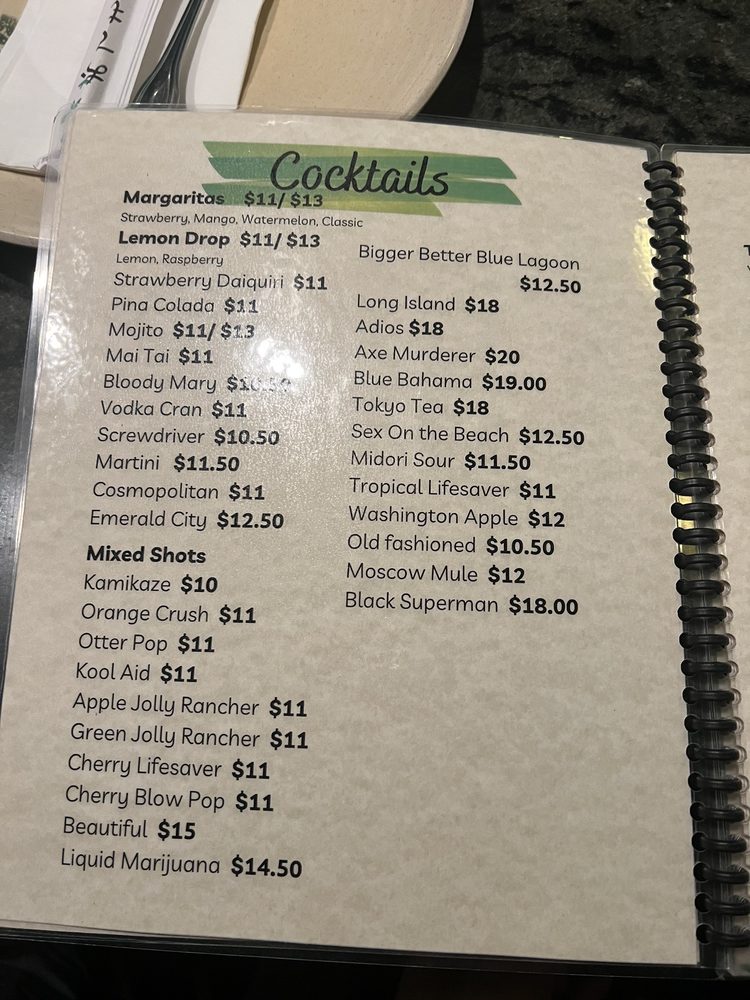 Cocktails
Margaritas $11/ $13
Strawberry, Mango, Watermelon, Classic
Lemon Drop $11/ $13
Lemon, Raspberry
Strawberry Daiquiri $11
Pina Colada $11
Mojito $11/ $13
Mai Tai $11
Bloody Mary $10.50
Vodka Cran $11
Screwdriver $10.50
Martini $11.50
Cosmopolitan $11
Emerald City $12.50
Mixed Shots
Kamikaze $10
Orange Crush $11
Otter Pop $11
Kool Aid $11
Apple Jolly Rancher $11
Green Jolly Rancher $11
Cherry Lifesaver $11
Cherry Blow Pop $11
Beautiful $15
Liquid Marijuana $14.50
Bigger Better Blue Lagoon
$12.50
Long Island $18
Adios $18
Axe Murderer $20
Blue Bahama $19.00
Tokyo Tea $18
Sex On the Beach $12.50
Midori Sour $11.50
Tropical Lifesaver $11
Washington Apple $12
Old fashioned $10.50
Moscow Mule $12
Black Superman $18.00